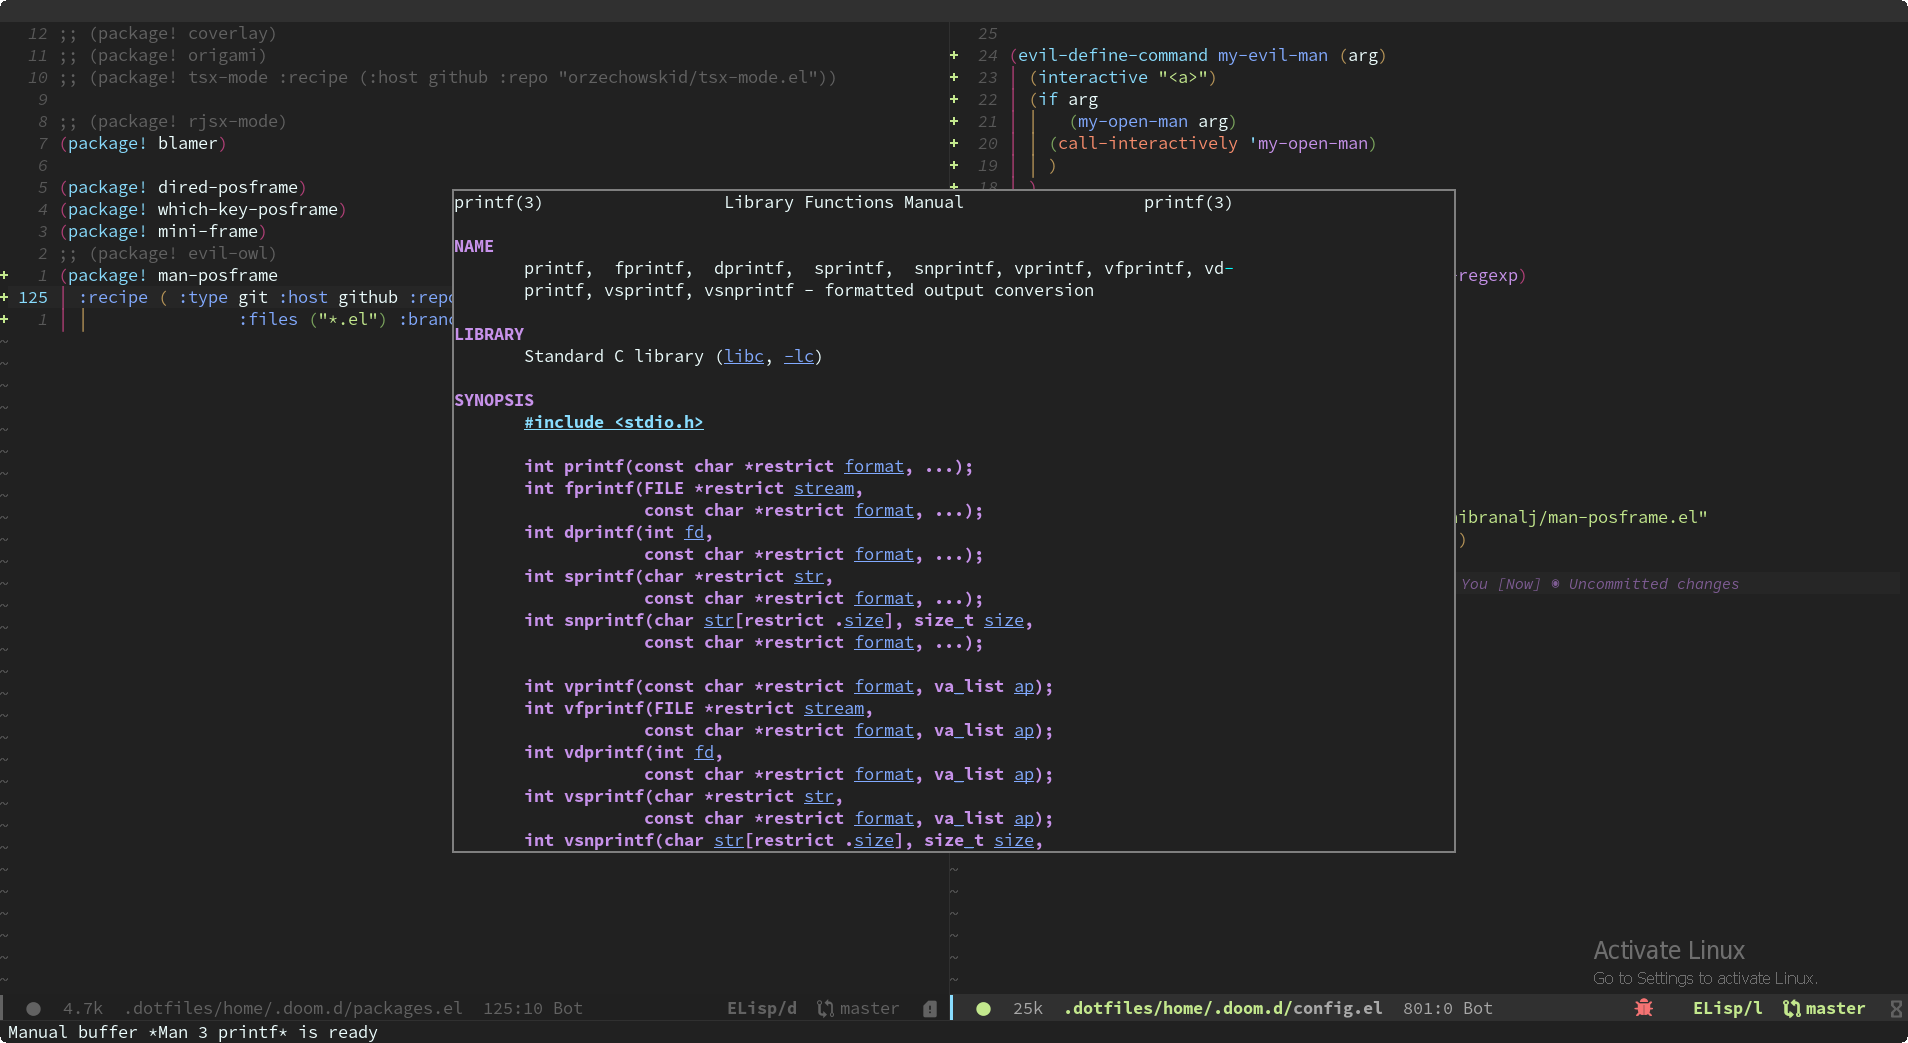 12 ;; (package! coverlay)
11 ;; (package! origami)
10 ;; (package! tsx-mode :recipe (:host github :repo "orzechowskid/tsx-mode.el"))
9
8 ;; (package! rjsx-mode)
7 (package! blamer)
6
5 (package! dired-posframe)
4 (package! which-key-posframe)
3 (package! mini-frame)
2 ;; (package! evil-owl)
+ 1 (package! man-posframe
+ 125 :recipe ( :type git :host github :repo
+ 1 :files ("*.el") :branc
25
+ 24 (evil-define-command my-evil-man (arg)
+ 23 (interactive "<a>")
+ 22 (if arg
+ 21 (my-open-man arg)
+ 20 (call-interactively 'my-open-man)
+ 19 )
+ 18 )
regexp)
ibranalj/man-posframe.el"
)
You [Now] ◉ Uncommitted changes
printf(3) Library Functions Manual printf(3)
NAME
printf, fprintf, dprintf, sprintf, snprintf, vprintf, vfprintf, vd-
printf, vsprintf, vsnprintf - formatted output conversion
LIBRARY
Standard C library (libc, -lc)
SYNOPSIS
#include <stdio.h>
int printf(const char *restrict format, ...);
int fprintf(FILE *restrict stream,
const char *restrict format, ...);
int dprintf(int fd,
const char *restrict format, ...);
int sprintf(char *restrict str,
const char *restrict format, ...);
int snprintf(char str[restrict .size], size_t size,
const char *restrict format, ...);
int vprintf(const char *restrict format, va_list ap);
int vfprintf(FILE *restrict stream,
const char *restrict format, va_list ap);
int vdprintf(int fd,
const char *restrict format, va_list ap);
int vsprintf(char *restrict str,
const char *restrict format, va_list ap);
int vsnprintf(char str[restrict .size], size_t size,
Activate Linux
Go to Settings to activate Linux.
4.7k .dotfiles/home/.doom.d/packages.el 125:10 Bot ELisp/d master
25k .dotfiles/home/.doom.d/config.el 801:0 Bot ELisp/l master
Manual buffer *Man 3 printf* is ready